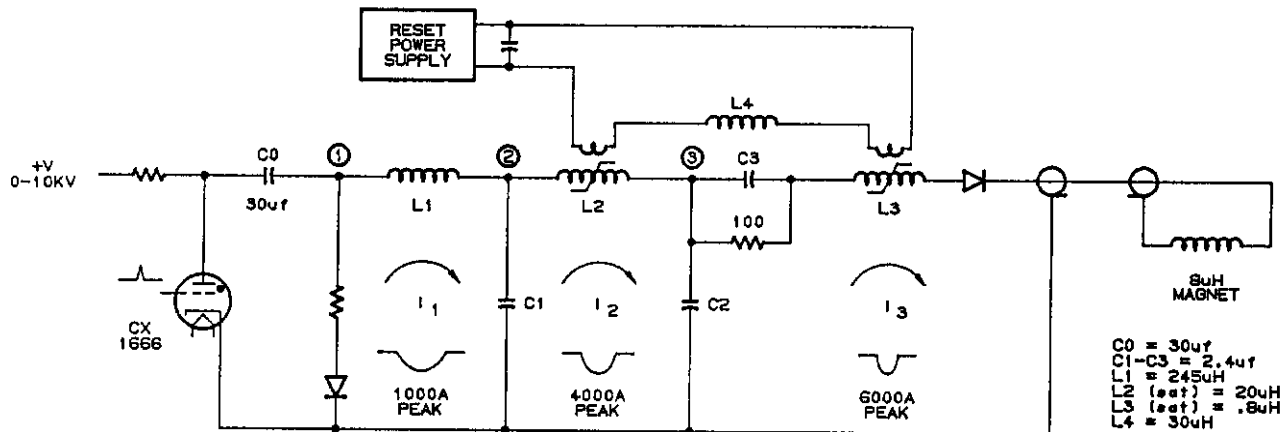 RESET
POWER
SUPPLY
L4
+V
0-10KV
C0
30uf
①
L1
②
L2
③
C3
100
L3
8uH
MAGNET
CX
1666
I1
C1
I2
C2
I3
1000A
PEAK
4000A
PEAK
6000A
PEAK
C0 = 30uf
C1-C3 = 2.4uf
L1 = 245uH
L2 (sat) = 20uH
L3 (sat) = .8uH
L4 = 30uH